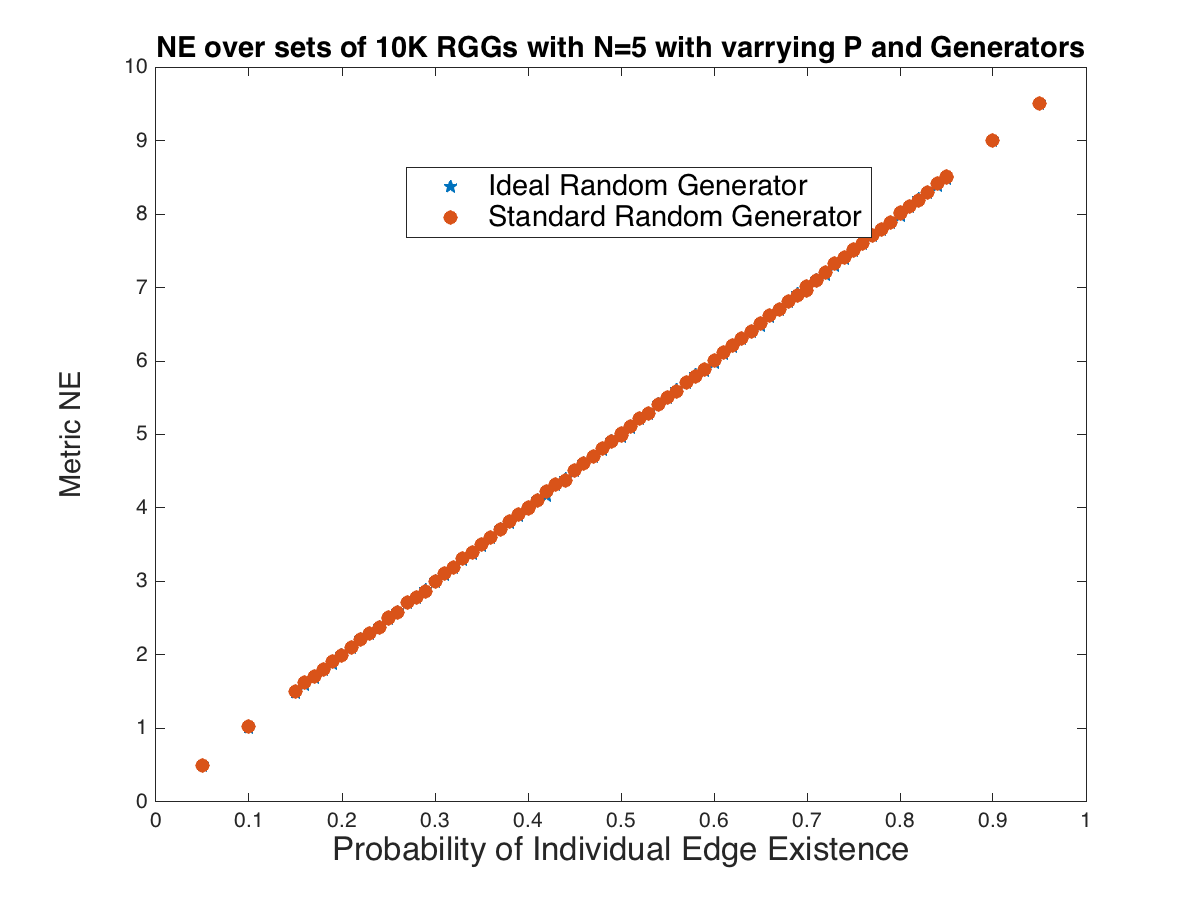 NE over sets of 10K RGGs with N=5 with varrying P and Generators
10
9
8
7
6
5
4
3
2
1
0
Metric NE
Ideal Random Generator
Standard Random Generator
0 0.1 0.2 0.3 0.4 0.5 0.6 0.7 0.8 0.9 1
Probability of Individual Edge Existence